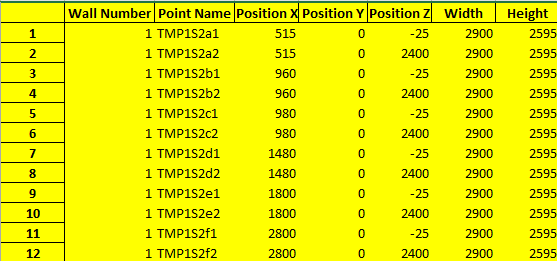 Wall Number Point Name Position X Position Y Position Z Width Height
1 1 TMP1S2a1 515 0 -25 2900 2595
2 1 TMP1S2a2 515 0 2400 2900 2595
3 1 TMP1S2b1 960 0 -25 2900 2595
4 1 TMP1S2b2 960 0 2400 2900 2595
5 1 TMP1S2c1 980 0 -25 2900 2595
6 1 TMP1S2c2 980 0 2400 2900 2595
7 1 TMP1S2d1 1480 0 -25 2900 2595
8 1 TMP1S2d2 1480 0 2400 2900 2595
9 1 TMP1S2e1 1800 0 -25 2900 2595
10 1 TMP1S2e2 1800 0 2400 2900 2595
11 1 TMP1S2f1 2800 0 -25 2900 2595
12 1 TMP1S2f2 2800 0 2400 2900 2595